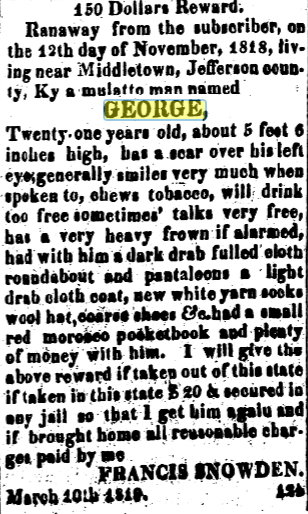 150 Dollars Reward.
Ranaway from the subscriber, on
the 12th day of November, 1818, liv-
ing near Middletown, Jefferson coun-
ty, Ky a mulatto man named
GEORGE,
Twenty-one years old, about 5 feet 6
inches high, has a scar over his left
eye generally smiles very much when
spoken to, chews tobacco, will drink
too free sometimes' talks very free,
has a very heavy frown if alarmed,
had with him a dark drab fulled cloth
roundabout and pantaloons a light
drab cloth coat, new white yarn socks
wool hat, coarse shoes &c. had a small
red morocco pocketbook and plenty
of money with him. I will give the
above reward if taken out of this state
if taken in this state $ 20 & secured in
any jail so that I get him again and
if brought home all reasonable char-
ges paid by me
FRANCIS SNOWDEN.
March 10th 1819.